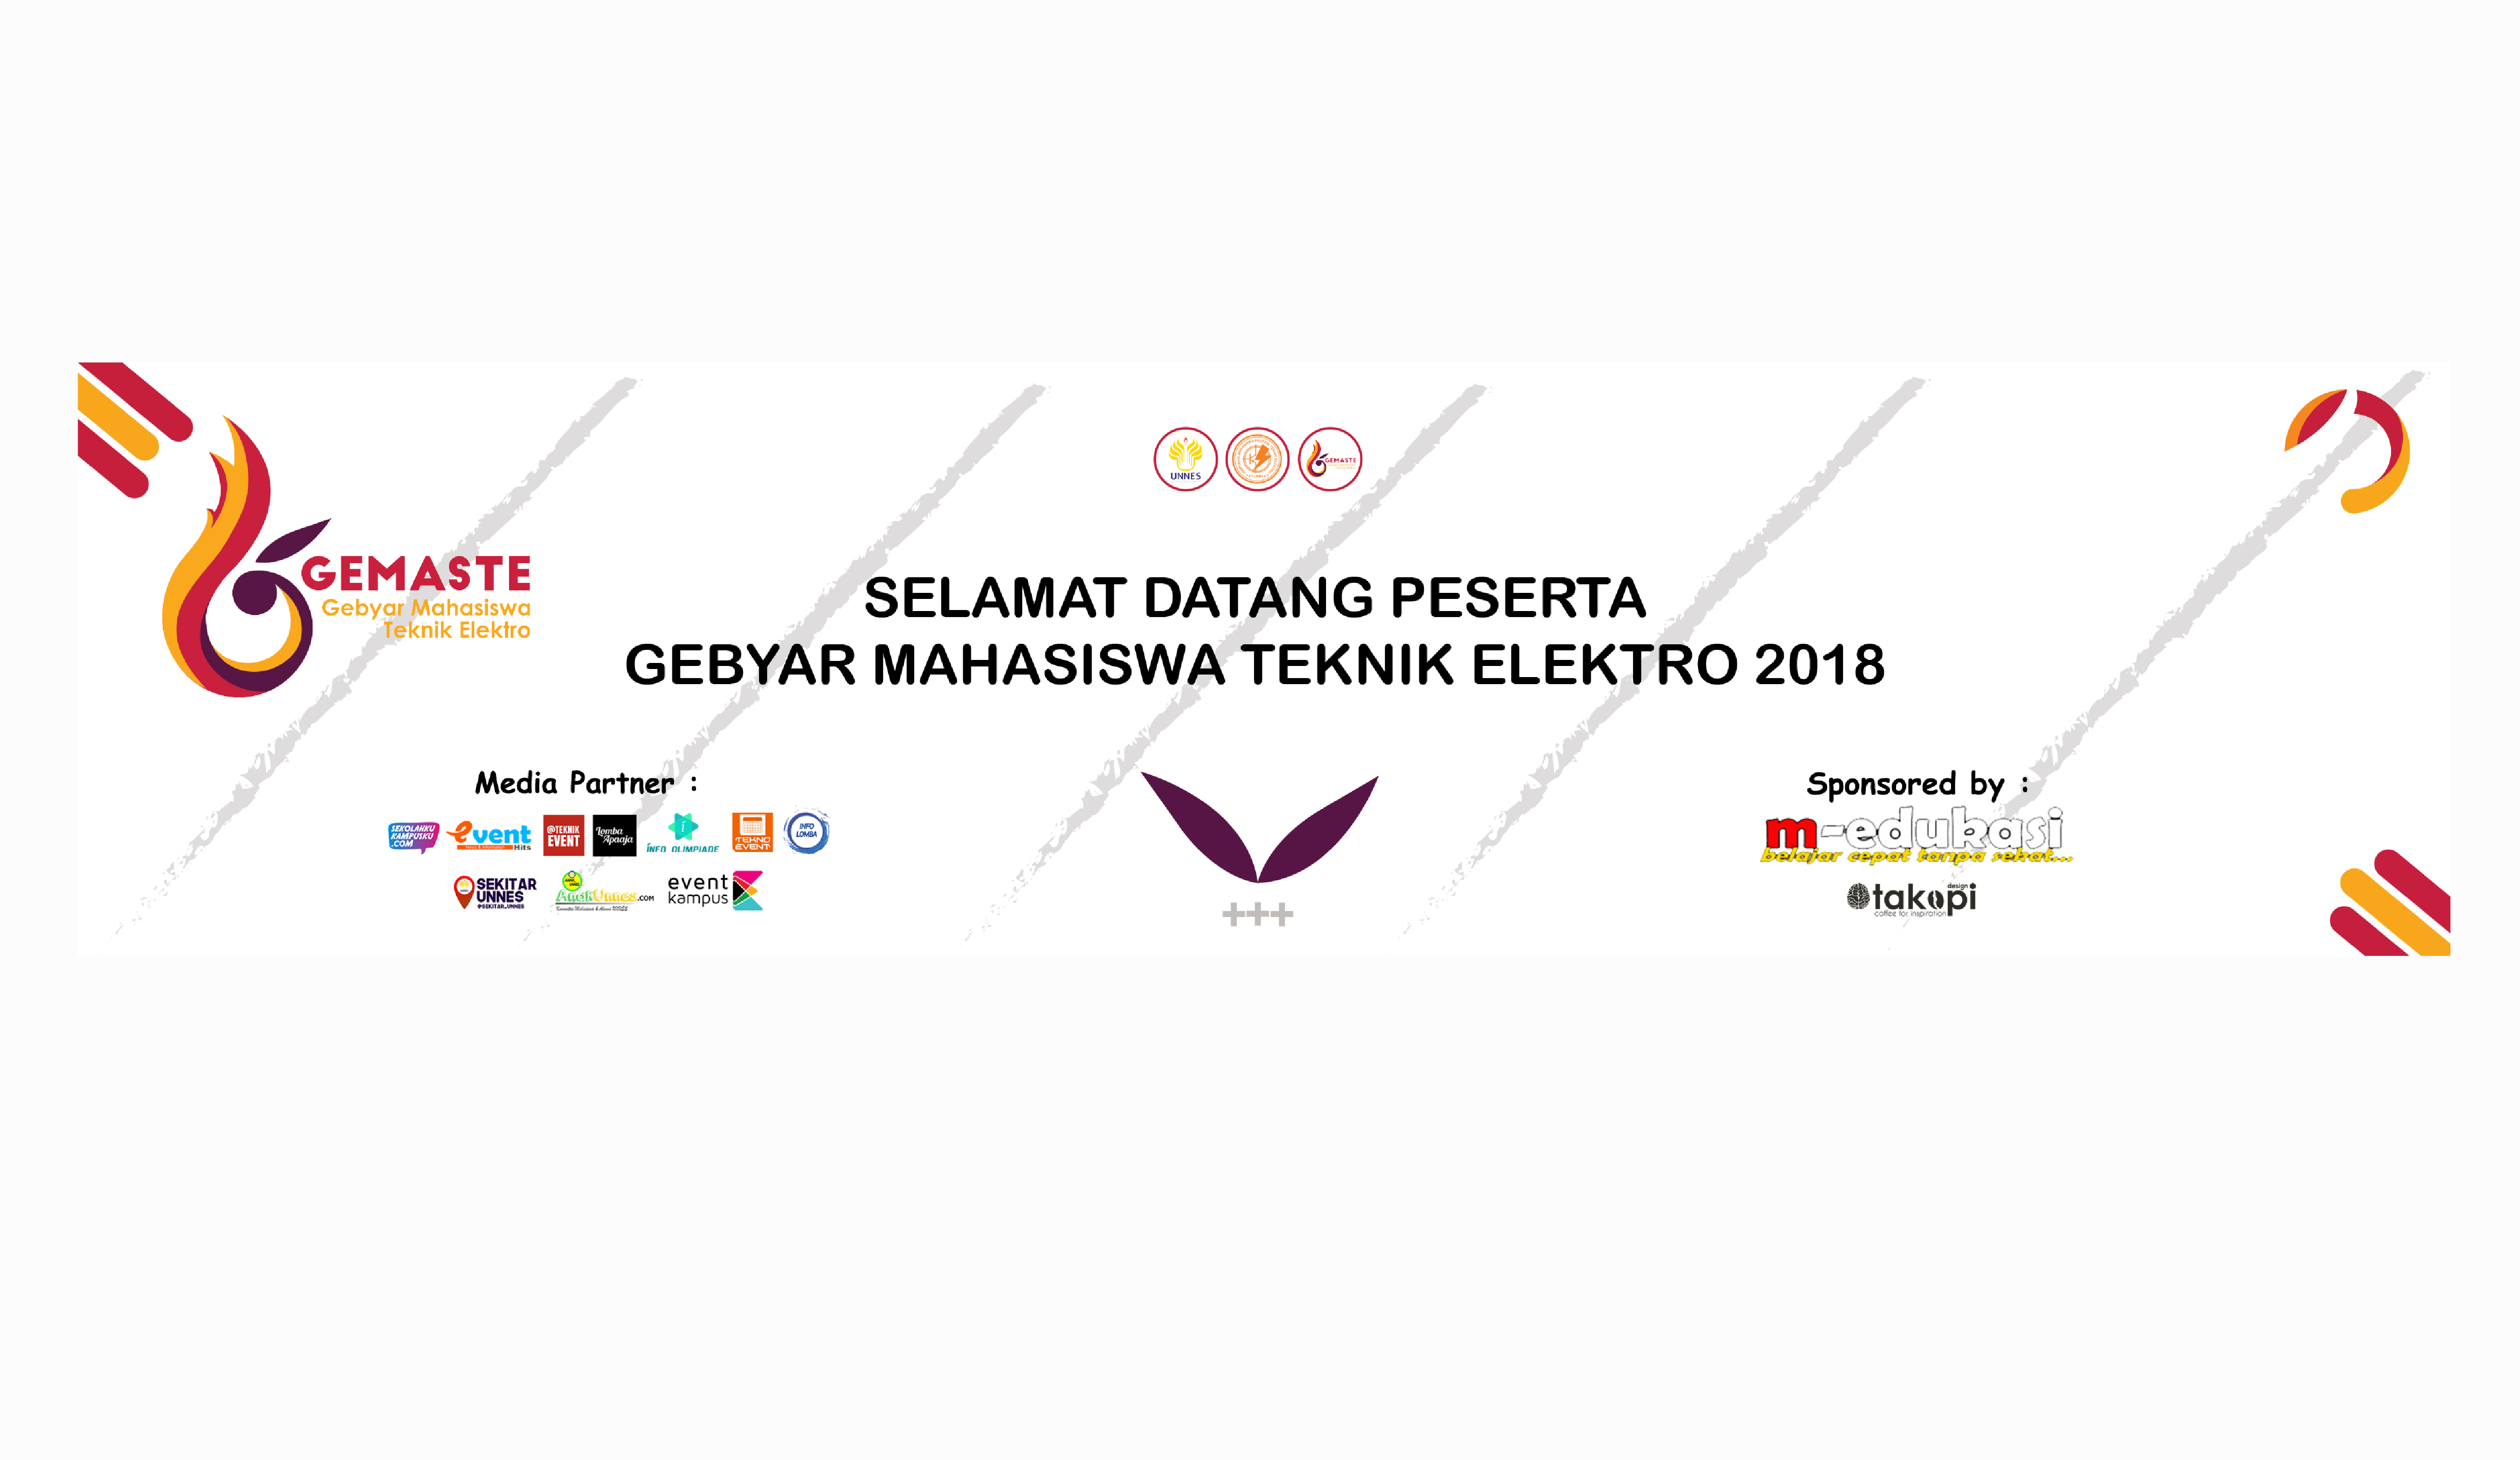 UNNES
GEMASTE
GEMASTE
Gebyar Mahasiswa
Teknik Elektro
SELAMAT DATANG PESERTA
GEBYAR MAHASISWA TEKNIK ELEKTRO 2018
Media Partner :
SEKOLAHKU
KAMPUSKU
.COM
event
Hits
@TEKNIK
EVENT
Lomba
Apaaja
i
INFO OLIMPIADE
TEKNO
EVENT
INFO
LOMBA
SEKITAR
UNNES
@SEKITAR_UNNES
AnakUnnes.COM
event
kampus
Sponsored by :
m-edukasi
belajar cepat tanpa sekat...
design
takopi
coffee for inspiration
+++